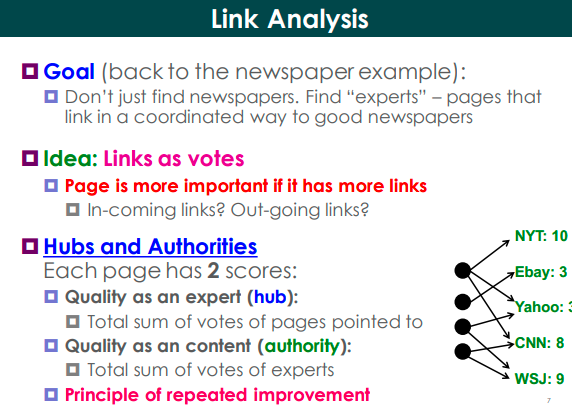 Link Analysis
Goal (back to the newspaper example):
Don't just find newspapers. Find “experts” – pages that
link in a coordinated way to good newspapers
Idea: Links as votes
Page is more important if it has more links
In-coming links? Out-going links?
Hubs and Authorities
Each page has 2 scores:
Quality as an expert (hub):
Total sum of votes of pages pointed to
Quality as an content (authority):
Total sum of votes of experts
Principle of repeated improvement
NYT: 10
Ebay: 3
Yahoo: 3
CNN: 8
WSJ: 9
7